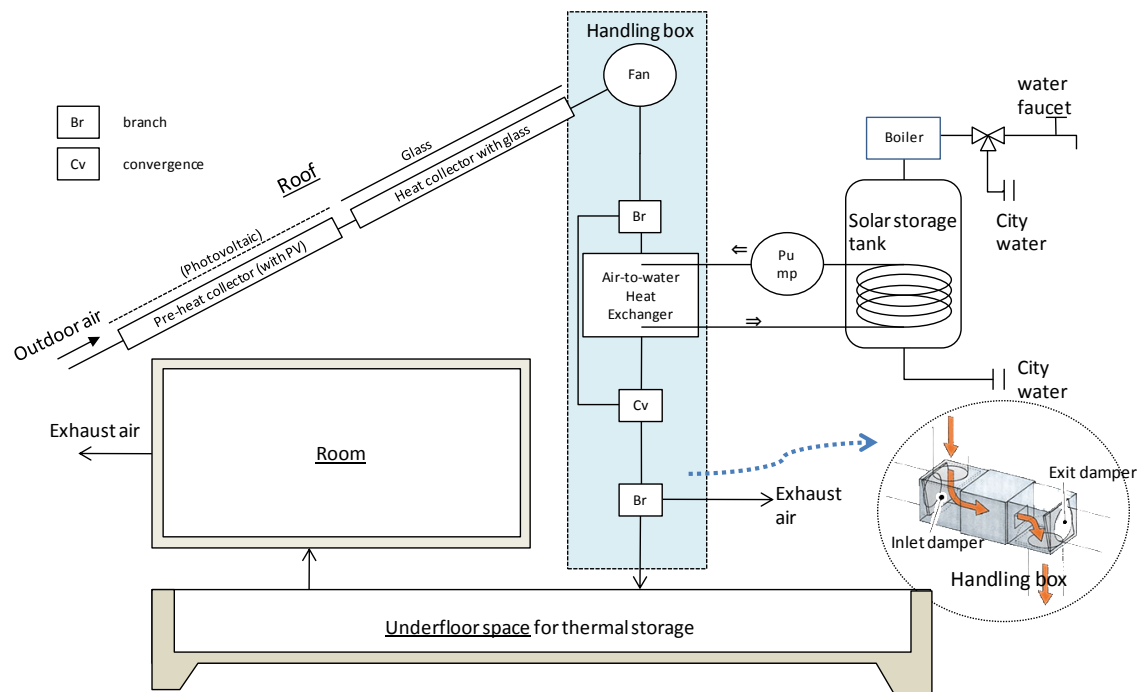 Handling box
Fan
water
faucet
Br branch
Cv convergence
Boiler
Glass
Roof
Heat collector with glass
(Photovoltaic)
Pre-heat collector (with PV)
Outdoor air
Br
Solar storage
tank
City
water
⇐
Pu
mp
Air-to-water
Heat
Exchanger
⇒
City
water
Cv
Exhaust air
Room
Br
Exhaust
air
Exit damper
Inlet damper
Handling box
Underfloor space for thermal storage